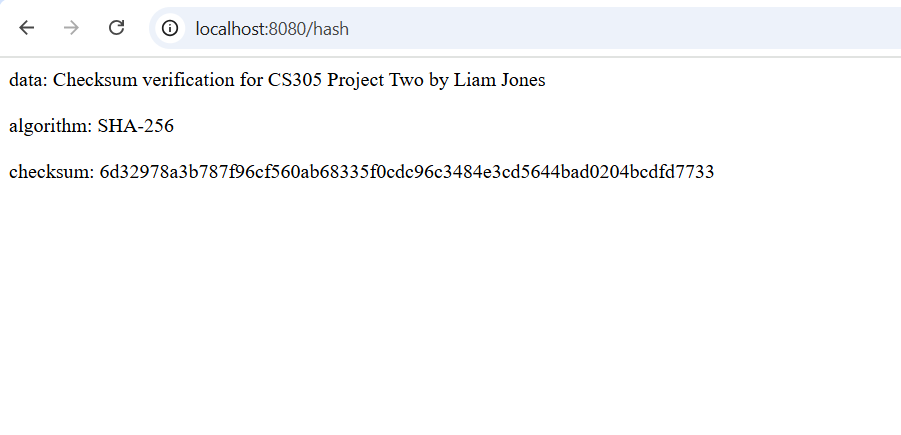 localhost:8080/hash
data: Checksum verification for CS305 Project Two by Liam Jones
algorithm: SHA-256
checksum: 6d32978a3b787f96cf560ab68335f0cdc96c3484e3cd5644bad0204bcdfd7733